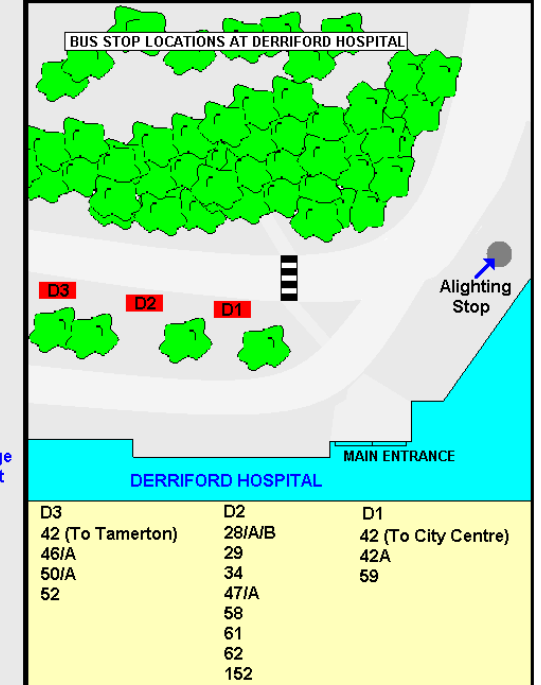 BUS STOP LOCATIONS AT DERRIFORD HOSPITAL
D3
D2
D1
Alighting
Stop
MAIN ENTRANCE
DERRIFORD HOSPITAL
D3
42 (To Tamerton)
46/A
50/A
52
D2
28/A/B
29
34
47/A
58
61
62
152
D1
42 (To City Centre)
42A
59